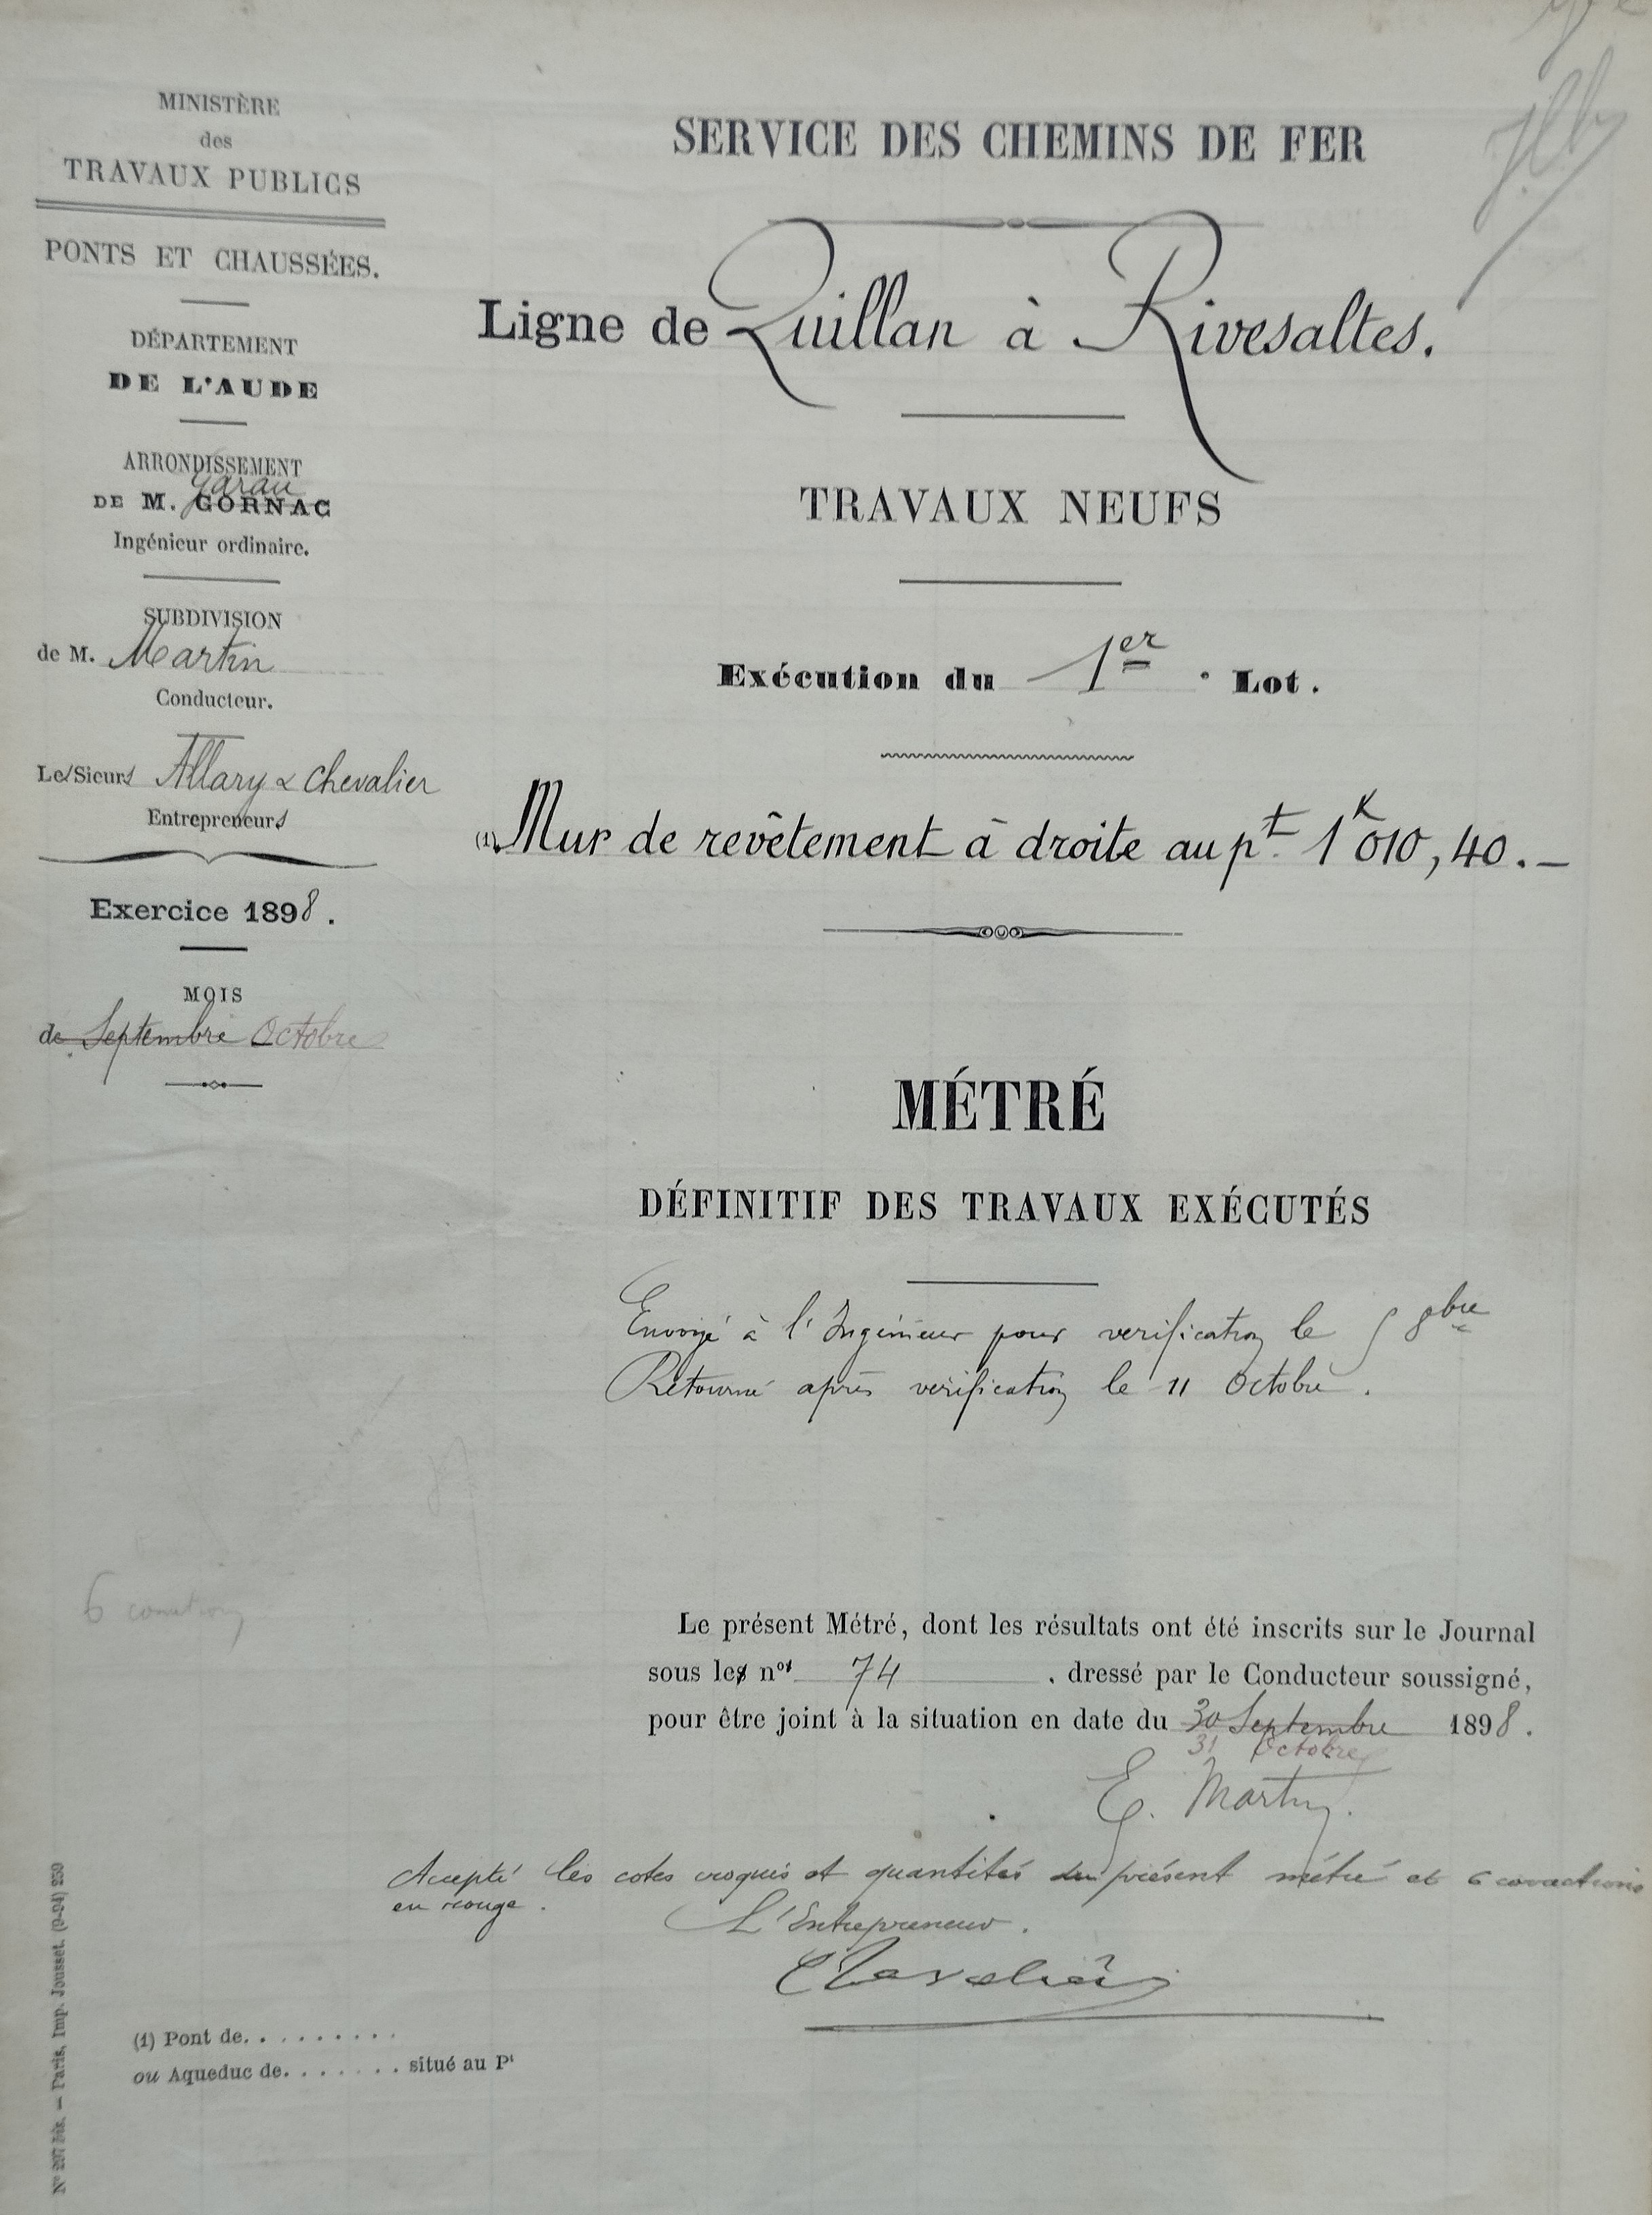 MINISTÈRE
des
TRAVAUX PUBLICS
PONTS ET CHAUSSÉES.
DÉPARTEMENT
DE L'AUDE
ARRONDISSEMENT
Garau
DE M. GORNAC
Ingénieur ordinaire.
SUBDIVISION
de M. Martin
Conducteur.
Les Sieurs Allary & Chevalier
Entrepreneurs
Exercice 1898.
MOIS
de Septembre Octobre
SERVICE DES CHEMINS DE FER
Ligne de Quillan à Rivesaltes.
TRAVAUX NEUFS
Exécution du 1er Lot.
(1) Mur de revêtement à droite au pt. 1k010,40.
MÉTRÉ
DÉFINITIF DES TRAVAUX EXÉCUTÉS
Envoyé à l'Ingénieur pour verification le 5 8bre
Retourné après verification le 11 Octobre.
6 corrections
Le présent Métré, dont les résultats ont été inscrits sur le Journal
sous les nos 74 , dressé par le Conducteur soussigné,
pour être joint à la situation en date du 30 Septembre 1898.
31 Octobre
E. Martin.
Accepté les cotes croquis et quantités du présent métré et 6 corrections
en rouge.
L'Entrepreneur.
Chevalier
(1) Pont de. . . . . . . . .
ou Aqueduc de. . . . . . . situé au Pt
N° 207 bis. — Paris, Imp. Jousset. (9-94) 250